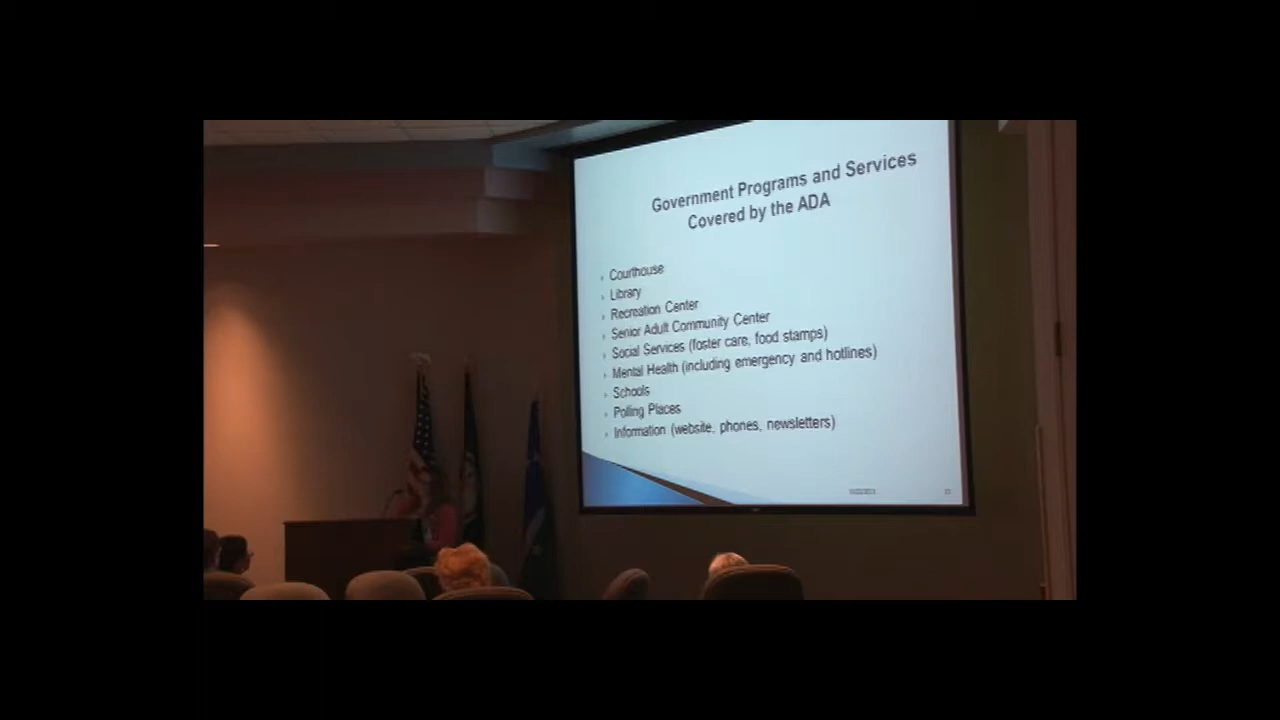 Government Programs and Services
Covered by the ADA
Courthouse
Library
Recreation Center
Senior Adult Community Center
Social Services (foster care, food stamps)
Mental Health (including emergency and hotlines)
Schools
Polling Places
Information (website, phones, newsletters)